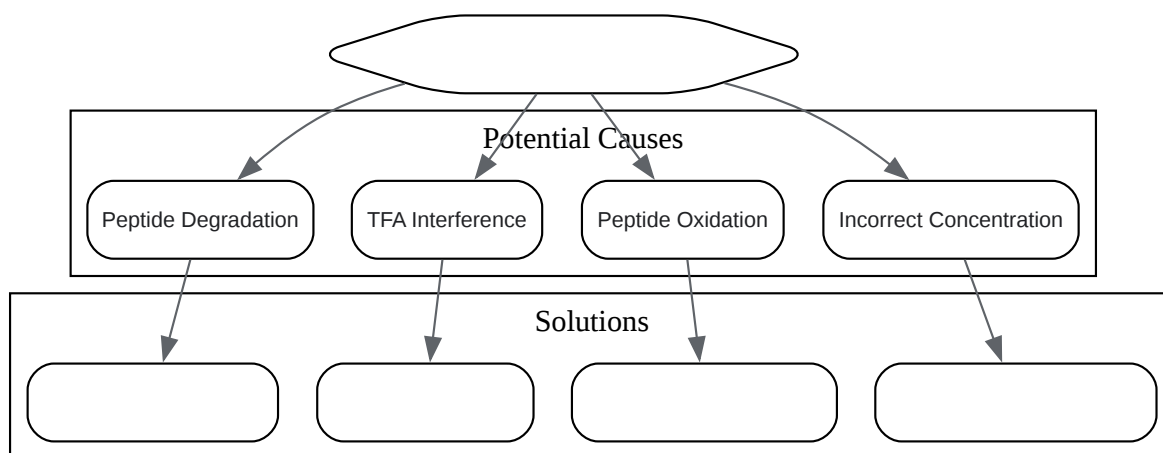 Potential Causes
Peptide Degradation
TFA Interference
Peptide Oxidation
Incorrect Concentration
Solutions